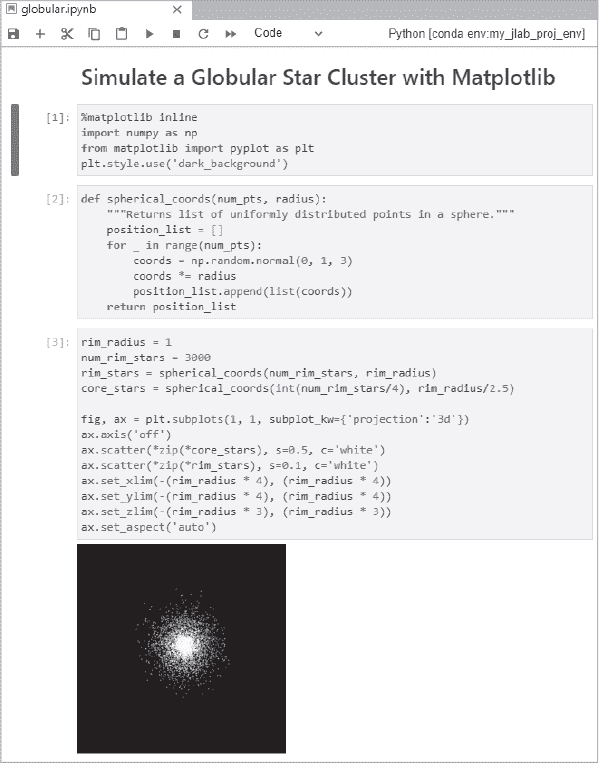 globular.ipynb
Code
Python [conda env:my_jlab_proj_env]
Simulate a Globular Star Cluster with Matplotlib
[1]: %matplotlib inline
import numpy as np
from matplotlib import pyplot as plt
plt.style.use('dark_background')
[2]: def spherical_coords(num_pts, radius):
"""Returns list of uniformly distributed points in a sphere."""
position_list = []
for _ in range(num_pts):
coords = np.random.normal(0, 1, 3)
coords *= radius
position_list.append(list(coords))
return position_list
[3]: rim_radius = 1
num_rim_stars = 3000
rim_stars = spherical_coords(num_rim_stars, rim_radius)
core_stars = spherical_coords(int(num_rim_stars/4), rim_radius/2.5)
fig, ax = plt.subplots(1, 1, subplot_kw={'projection':'3d'})
ax.axis('off')
ax.scatter(*zip(*core_stars), s=0.5, c='white')
ax.scatter(*zip(*rim_stars), s=0.1, c='white')
ax.set_xlim(-(rim_radius * 4), (rim_radius * 4))
ax.set_ylim(-(rim_radius * 4), (rim_radius * 4))
ax.set_zlim(-(rim_radius * 3), (rim_radius * 3))
ax.set_aspect('auto')